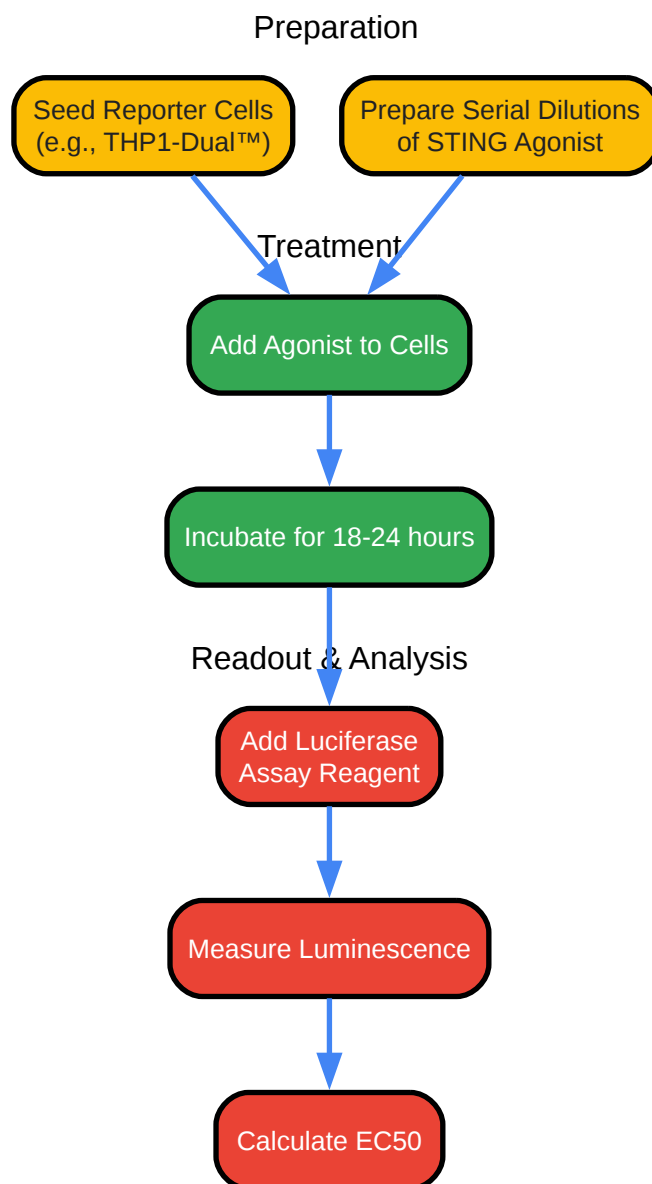 Preparation
Seed Reporter Cells
(e.g., THP1-Dual™)
Prepare Serial Dilutions
of STING Agonist
Treatment
Add Agonist to Cells
Incubate for 18-24 hours
Readout & Analysis
Add Luciferase
Assay Reagent
Measure Luminescence
Calculate EC50